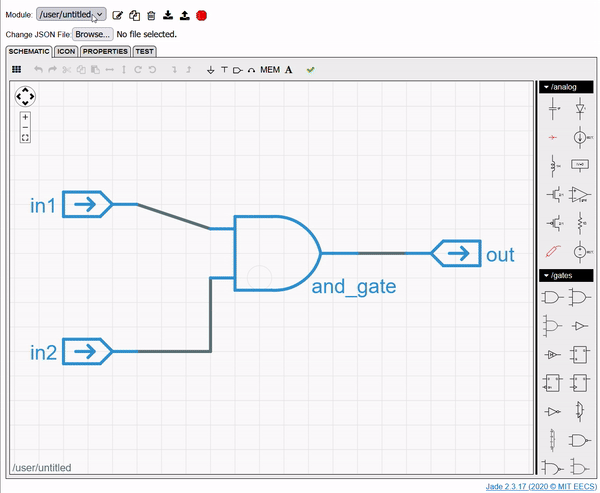 Module: /user/untitled
Change JSON File: Browse... No file selected.
SCHEMATIC ICON PROPERTIES TEST
MEM A
/analog
in1
out
and_gate
/gates
in2
/user/untitled
Jade 2.3.17 (2020 © MIT EECS)